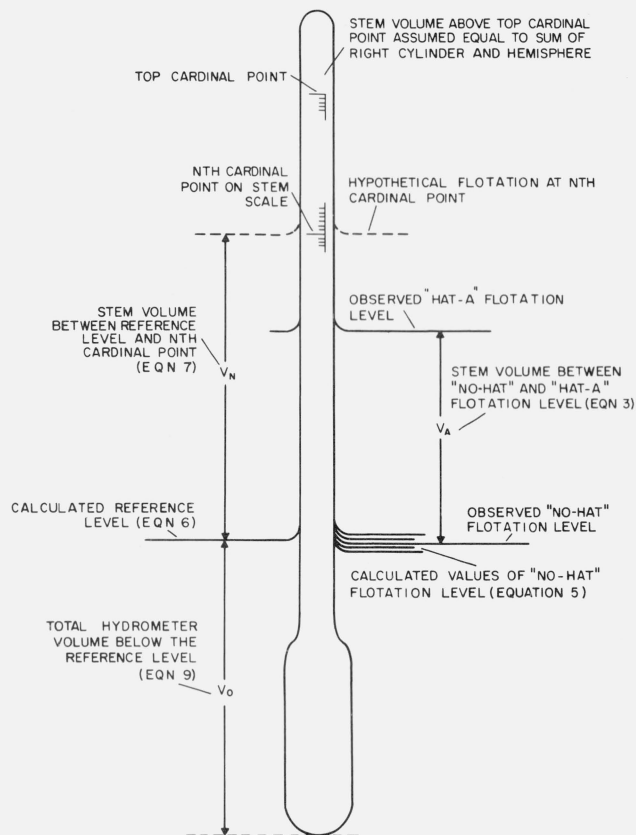 STEM VOLUME ABOVE TOP CARDINAL
POINT ASSUMED EQUAL TO SUM OF
RIGHT CYLINDER AND HEMISPHERE
TOP CARDINAL POINT
NTH CARDINAL
POINT ON STEM
SCALE
HYPOTHETICAL FLOTATION AT NTH
CARDINAL POINT
OBSERVED "HAT-A" FLOTATION
LEVEL
STEM VOLUME
BETWEEN REFERENCE
LEVEL AND NTH
CARDINAL POINT
(EQN 7)
VN
STEM VOLUME BETWEEN
"NO-HAT" AND "HAT-A"
FLOTATION LEVEL (EQN 3)
VA
CALCULATED REFERENCE
LEVEL (EQN 6)
OBSERVED "NO-HAT"
FLOTATION LEVEL
CALCULATED VALUES OF "NO-HAT"
FLOTATION LEVEL (EQUATION 5)
TOTAL HYDROMETER
VOLUME BELOW THE
REFERENCE LEVEL
(EQN 9)
VO